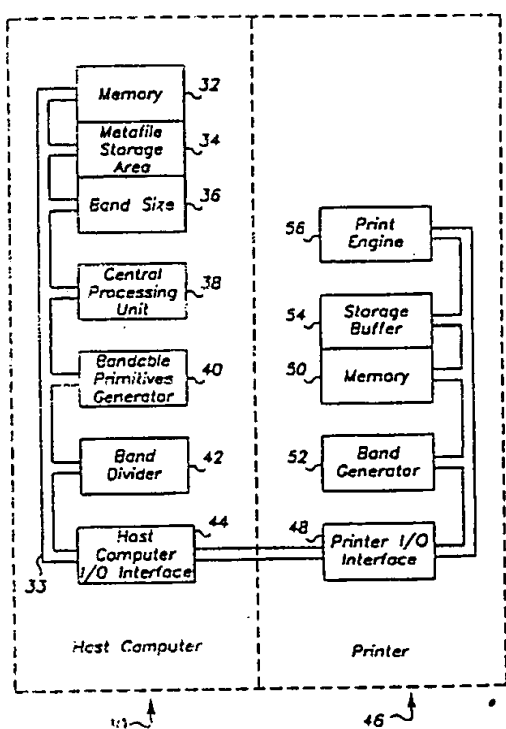 Memory
32
Metafile
Storage
Area
34
Band Size
36
Central
Processing
Unit
38
Bandable
Primitives
Generator
40
Band
Divider
42
44
Host
Computer
I/O Interface
33
Host Computer
56
Print
Engine
54
Storage
Buffer
50
Memory
52
Band
Generator
48
Printer I/O
Interface
Printer
46